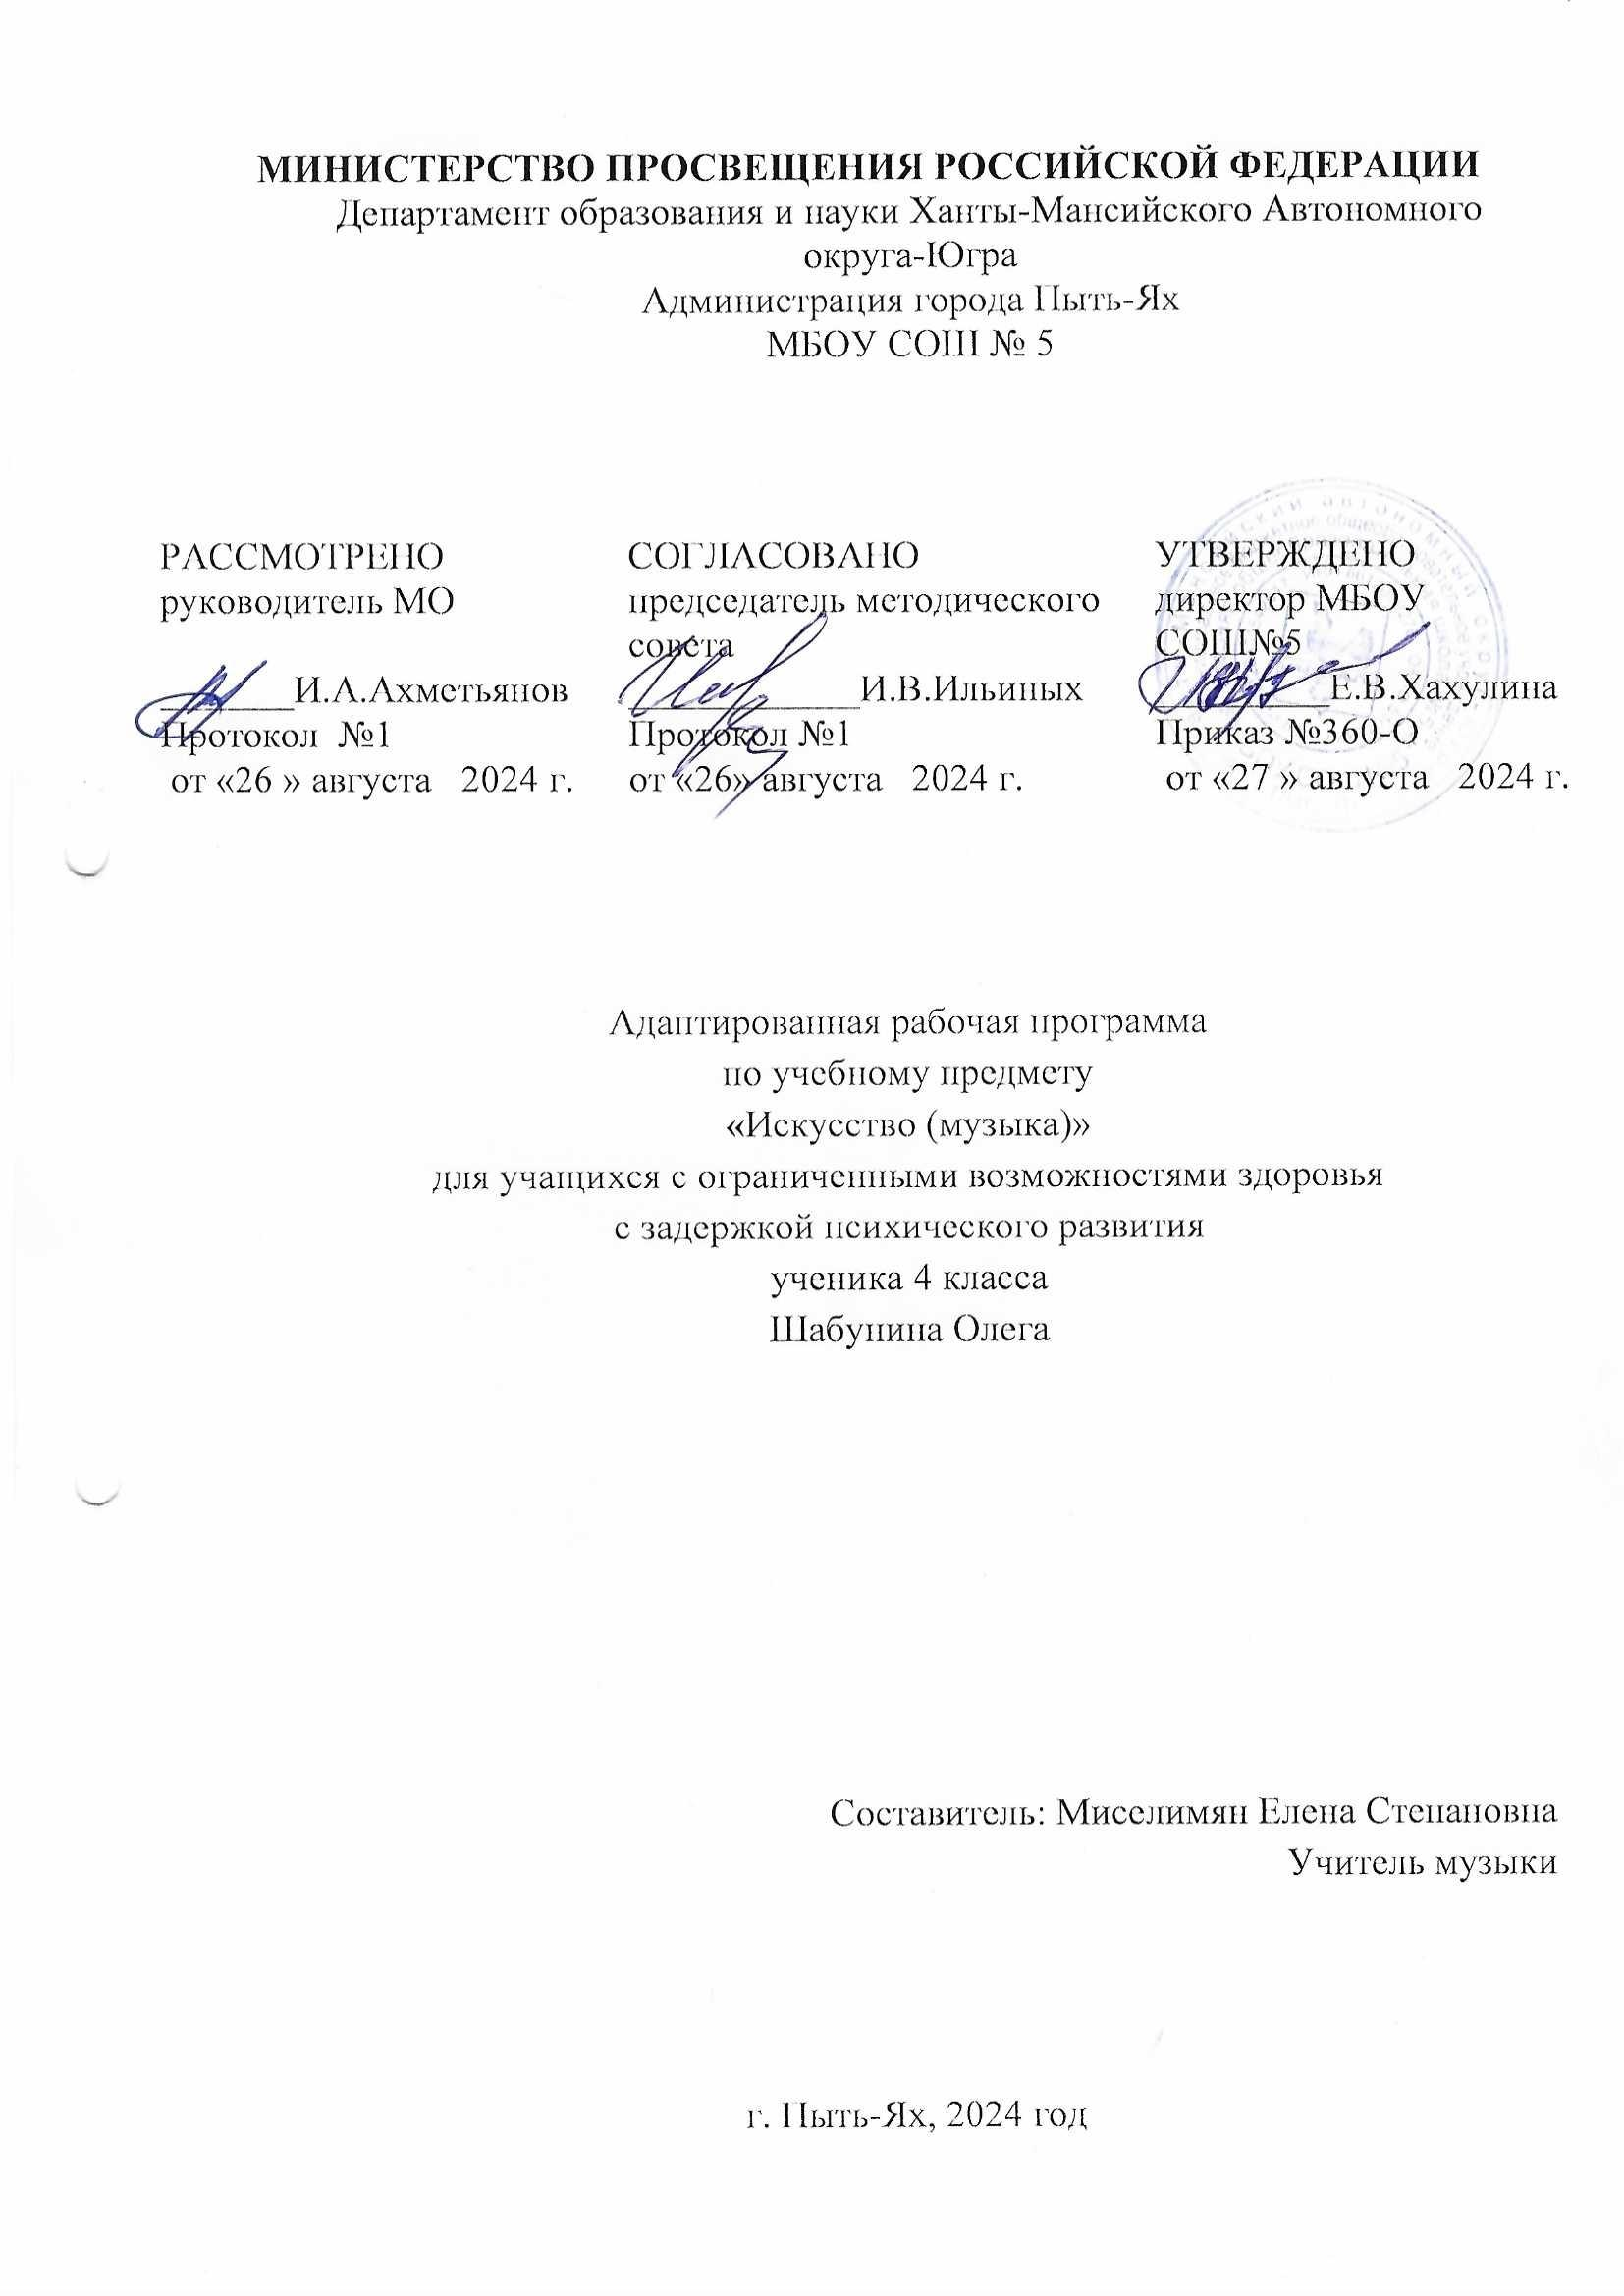 МИНИСТЕРСТВО ПРОСВЕЩЕНИЯ РОССИЙСКОЙ ФЕДЕРАЦИИ
Департамент образования и науки Ханты-Мансийского Автономного
округа-Югра
Администрация города Пыть-Ях
МБОУ СОШ № 5
РАССМОТРЕНО
руководитель МО
_______И.А.Ахметьянов
Протокол №1
от «26 » августа 2024 г.
СОГЛАСОВАНО
председатель методического
совета
____________И.В.Ильиных
Протокол №1
от «26» августа 2024 г.
УТВЕРЖДЕНО
директор МБОУ
СОШ№5
_________Е.В.Хахулина
Приказ №360-О
от «27 » августа 2024 г.
Адаптированная рабочая программа
по учебному предмету
«Искусство (музыка)»
для учащихся с ограниченными возможностями здоровья
с задержкой психического развития
ученика 4 класса
Шабунина Олега
Составитель: Миселимян Елена Степановна
Учитель музыки
г. Пыть-Ях, 2024 год